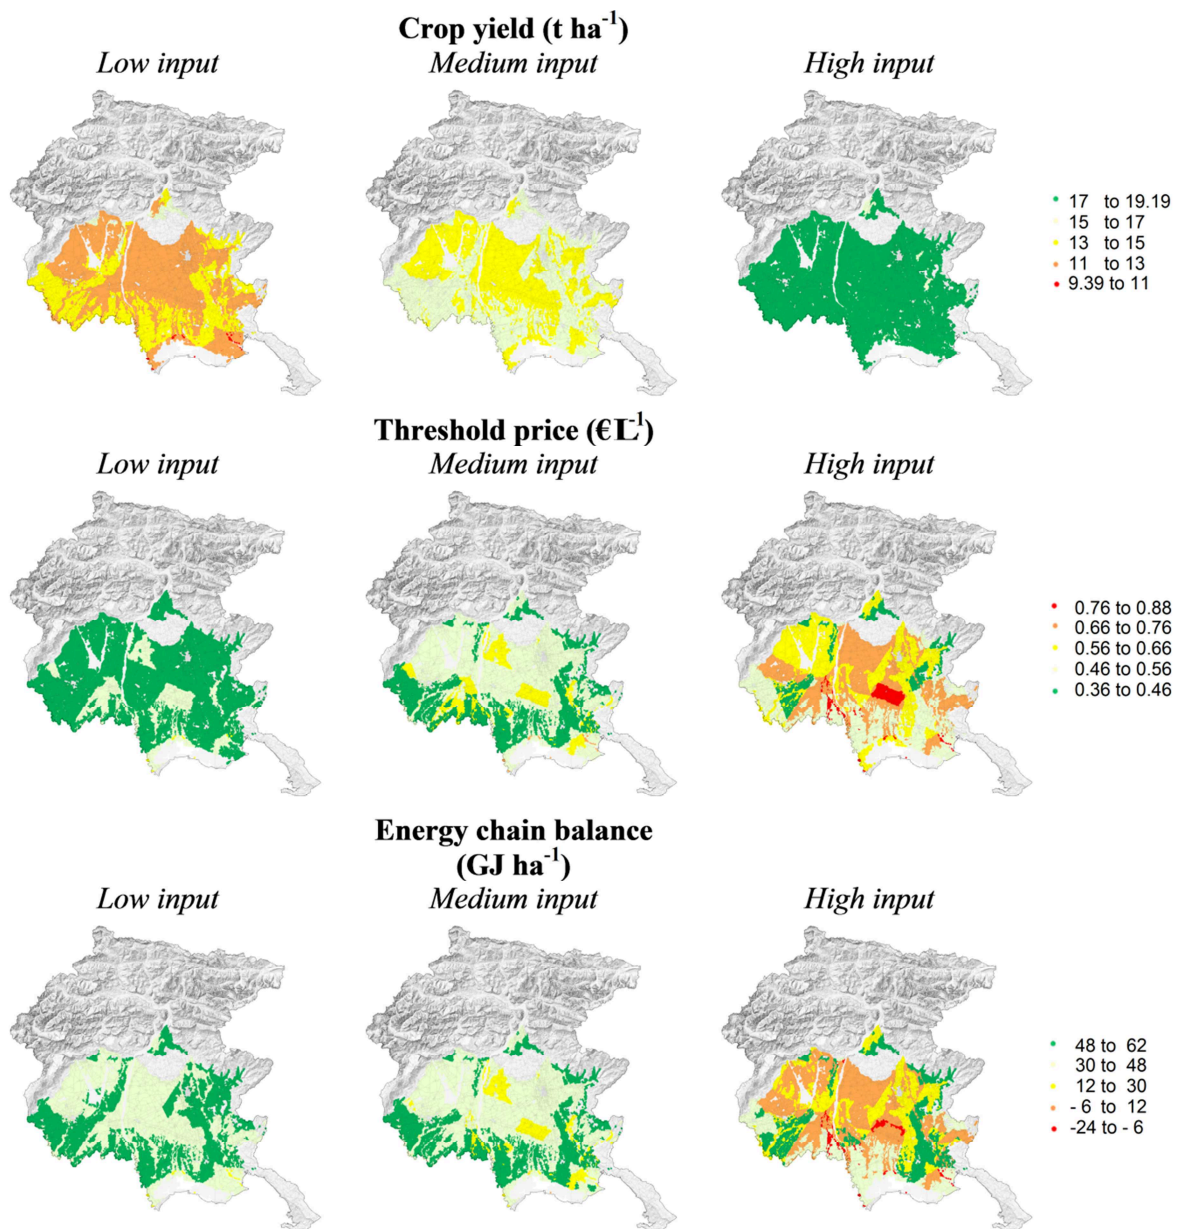 Crop yield (t ha⁻¹)
Low input
Medium input
High input
17 to 19.19
15 to 17
13 to 15
11 to 13
9.39 to 11
Threshold price (€ L⁻¹)
Low input
Medium input
High input
0.76 to 0.88
0.66 to 0.76
0.56 to 0.66
0.46 to 0.56
0.36 to 0.46
Energy chain balance
(GJ ha⁻¹)
Low input
Medium input
High input
48 to 62
30 to 48
12 to 30
- 6 to 12
-24 to - 6